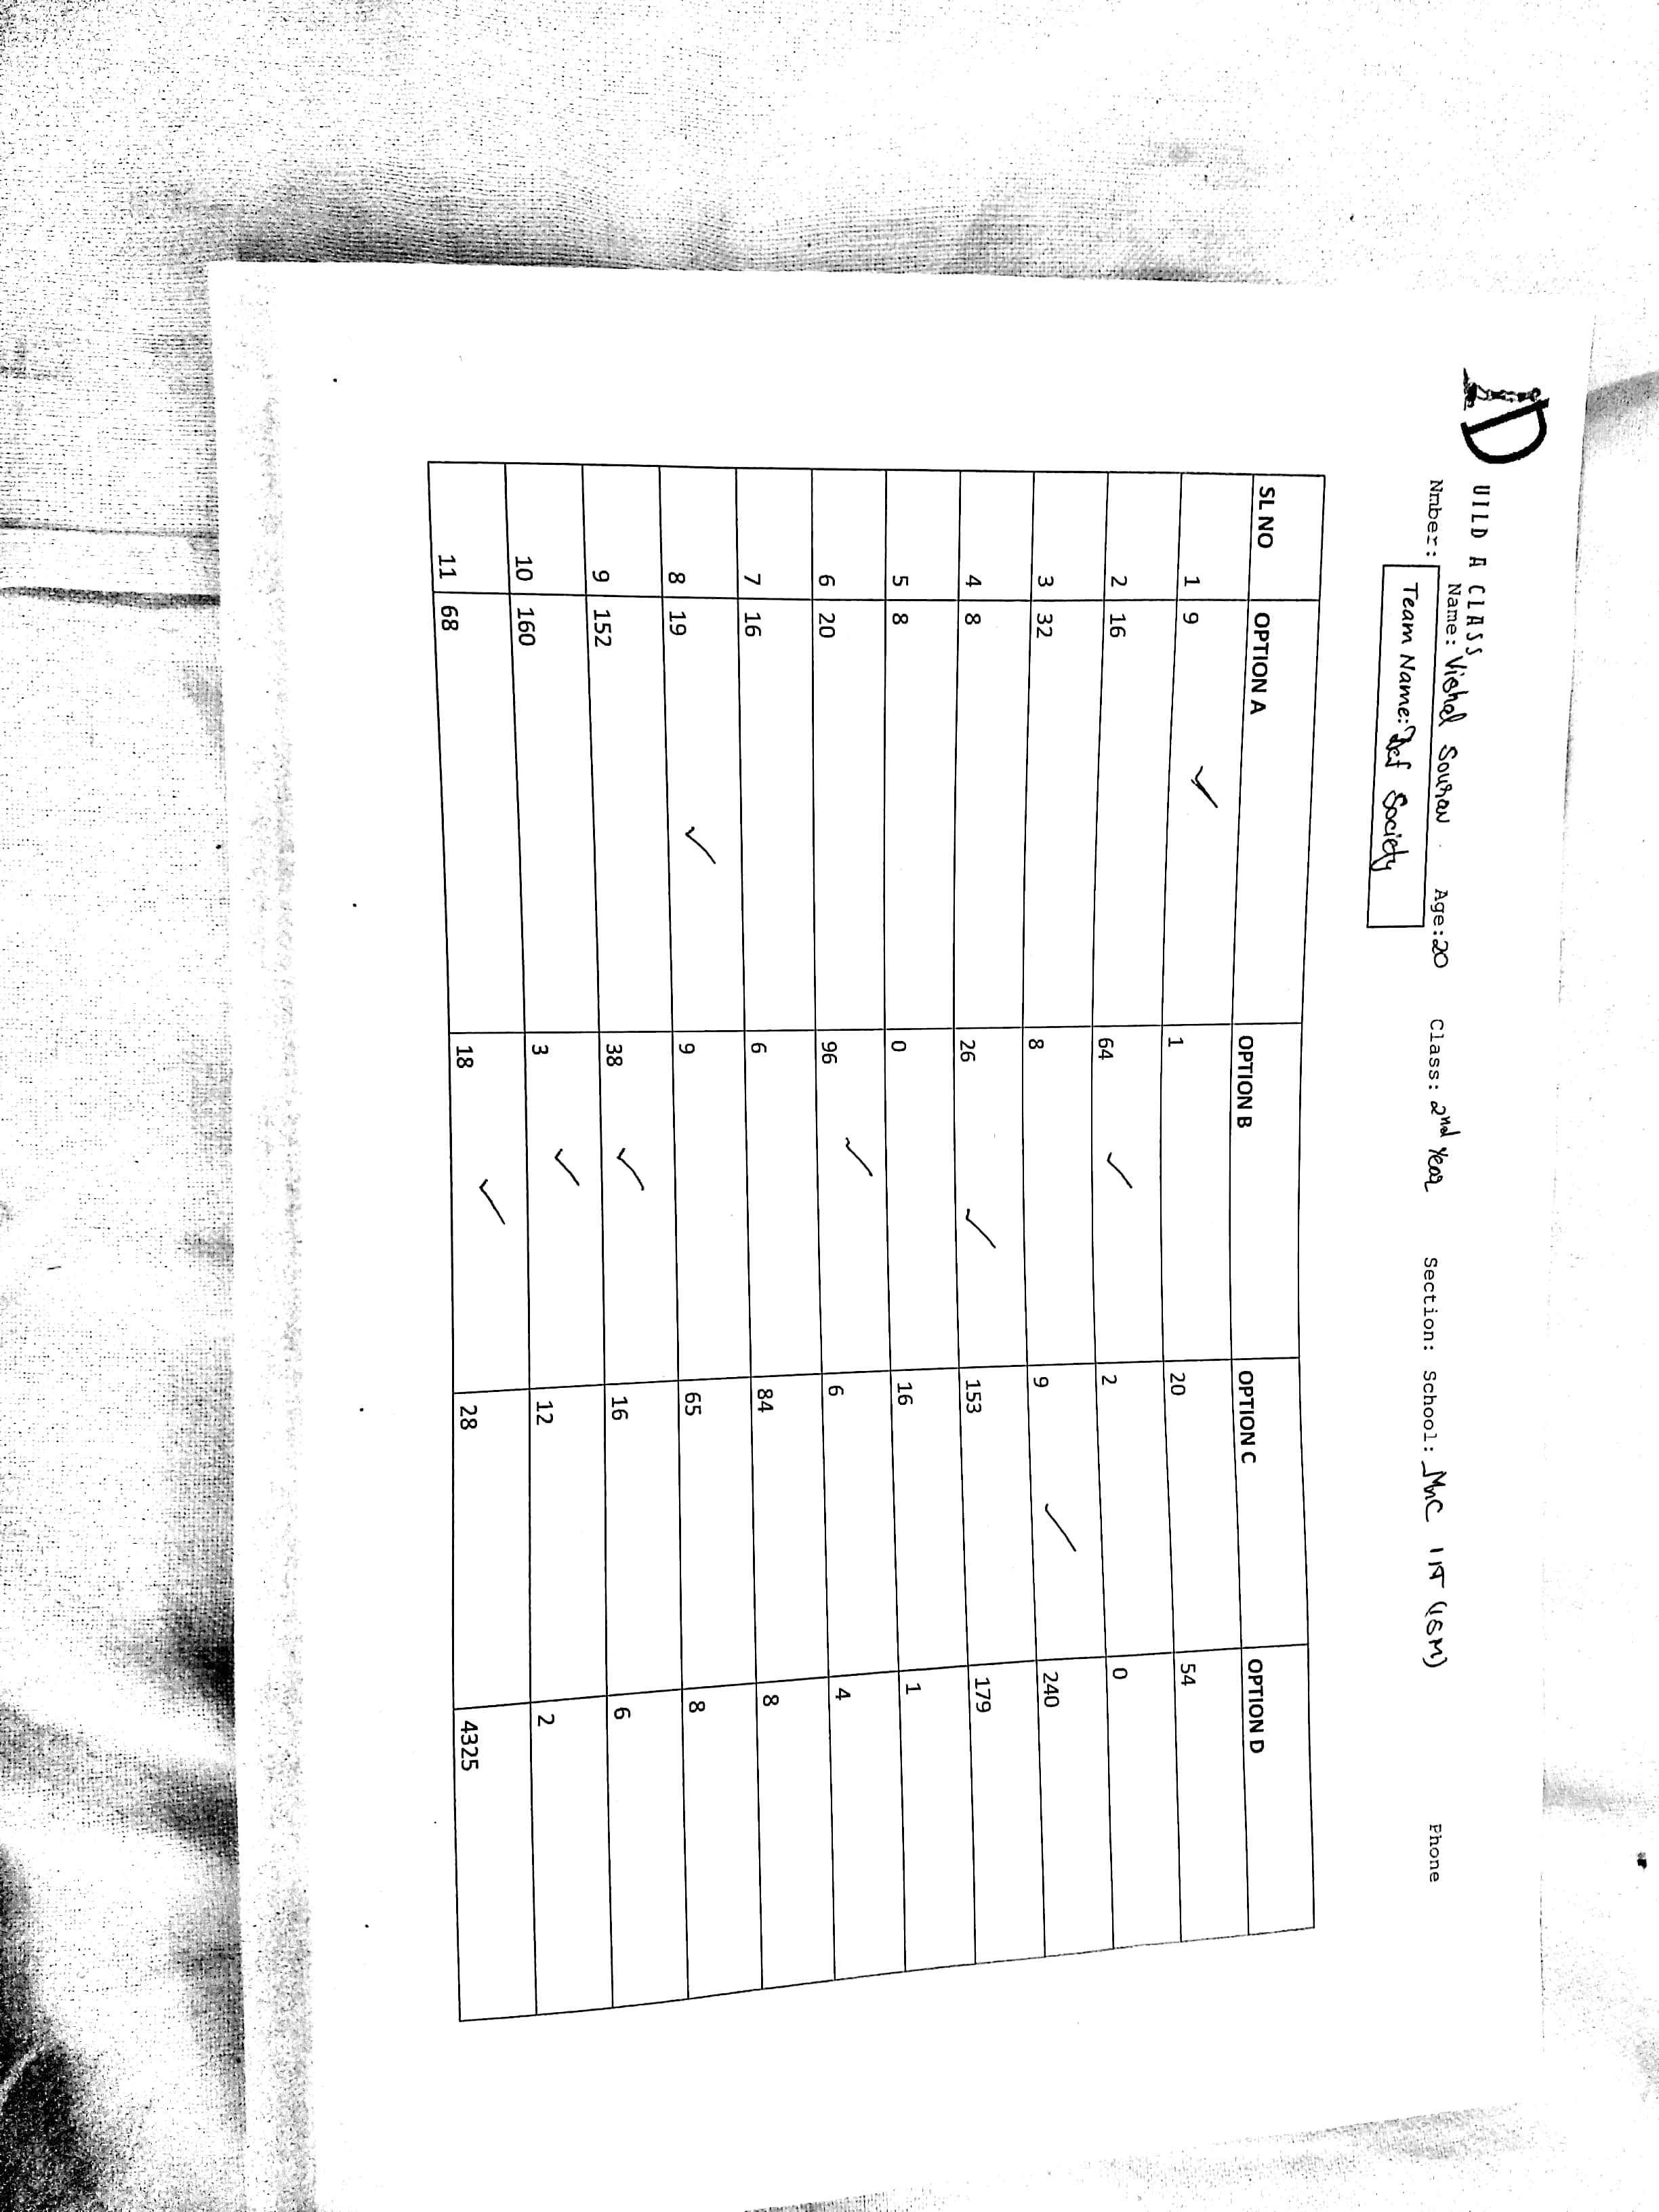 D
UILD A CLASS
Name: Vishal Sourav Age:20 Class: 2nd Year Section: School: MnC IIT (ISM) Phone
Nmber:
Team Name: Def Society
SL NO OPTION A OPTION B OPTION C OPTION D
1 9 ✓ 1 20 54
2 16 64 ✓ 2 0
3 32 8 9 ✓ 240
4 8 26 ✓ 153 179
5 8 0 16 1
6 20 96 ✓ 6 4
7 16 6 84 8
8 19 ✓ 9 65 8
9 152 38 ✓ 16 6
10 160 3 ✓ 12 2
11 68 18 ✓ 28 4325